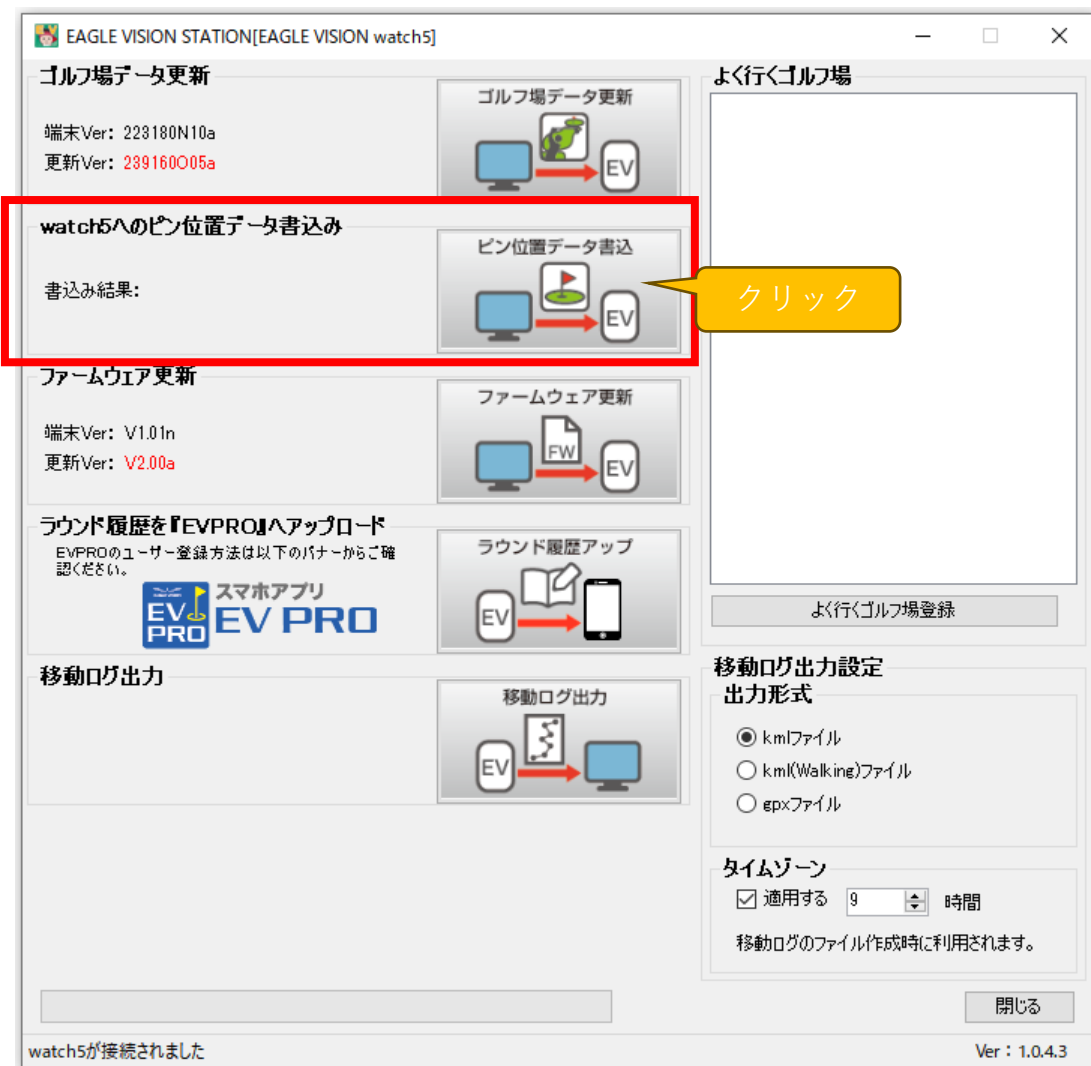 EAGLE VISION STATION[EAGLE VISION watch5]
ゴルフ場データ更新
端末Ver: 223180N10a
更新Ver: 239160O05a
ゴルフ場データ更新
EV
watch5へのピン位置データ書込み
書込み結果:
ピン位置データ書込
EV
クリック
ファームウェア更新
端末Ver: V1.01n
更新Ver: V2.00a
ファームウェア更新
FW
EV
ラウンド履歴を『EVPRO』へアップロード
EVPROのユーザー登録方法は以下のバナーからご確
認ください。
EV
PRO
スマホアプリ
EV PRO
ラウンド履歴アップ
EV
移動ログ出力
移動ログ出力
EV
よく行くゴルフ場
よく行くゴルフ場登録
移動ログ出力設定
出力形式
kmlファイル
kml(Walking)ファイル
gpxファイル
タイムゾーン
適用する 9 時間
移動ログのファイル作成時に利用されます。
閉じる
watch5が接続されました
Ver : 1.0.4.3